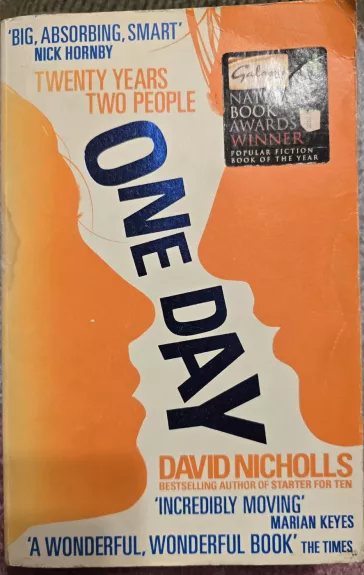 'BIG, ABSORBING, SMART'
NICK HORNBY
TWENTY YEARS
TWO PEOPLE
Galaxy
BOOK
AWARDS
WINNER
POPULAR FICTION
BOOK OF THE YEAR
ONE DAY
DAVID NICHOLLS
BESTSELLING AUTHOR OF STARTER FOR TEN
'INCREDIBLY MOVING'
MARIAN KEYES
'A WONDERFUL, WONDERFUL BOOK' THE TIMES